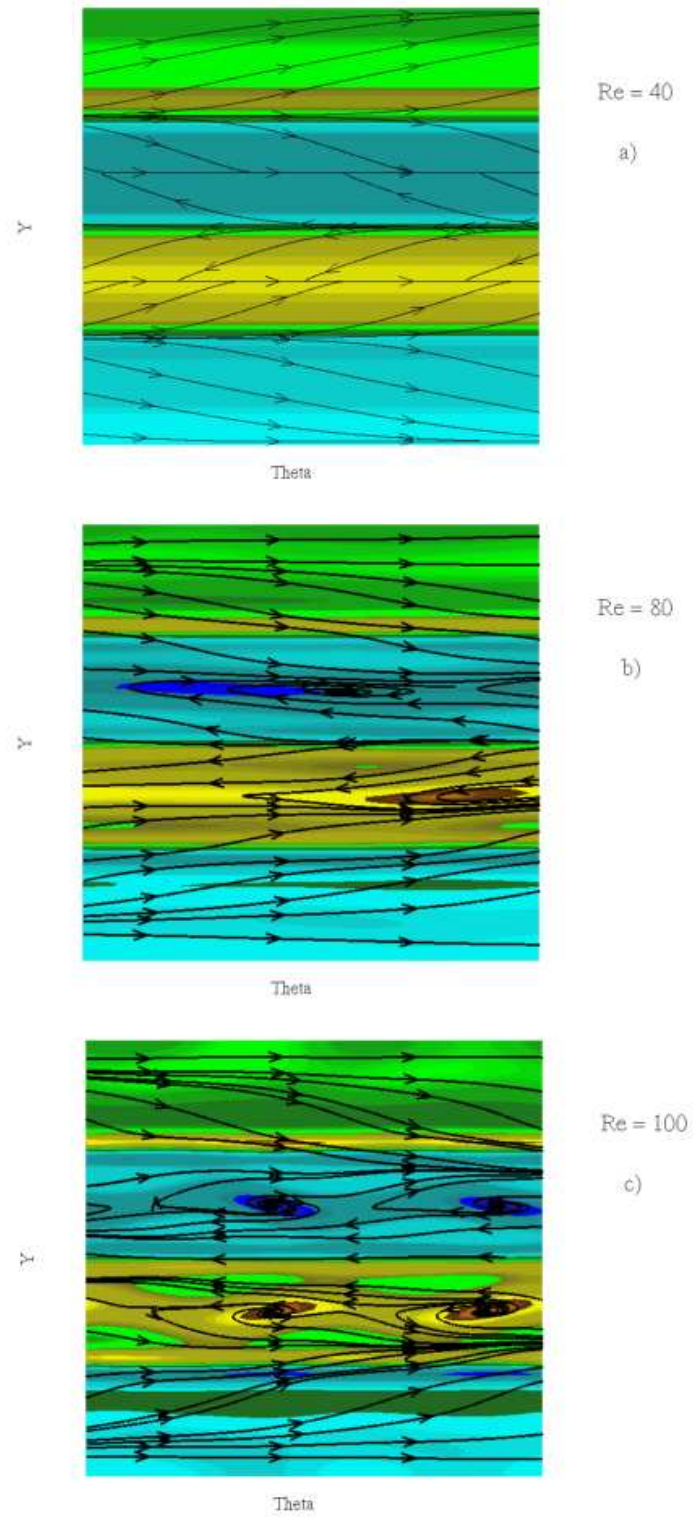 Re = 40
a)
Y
Theta
Re = 80
b)
Y
Theta
Re = 100
c)
Y
Theta